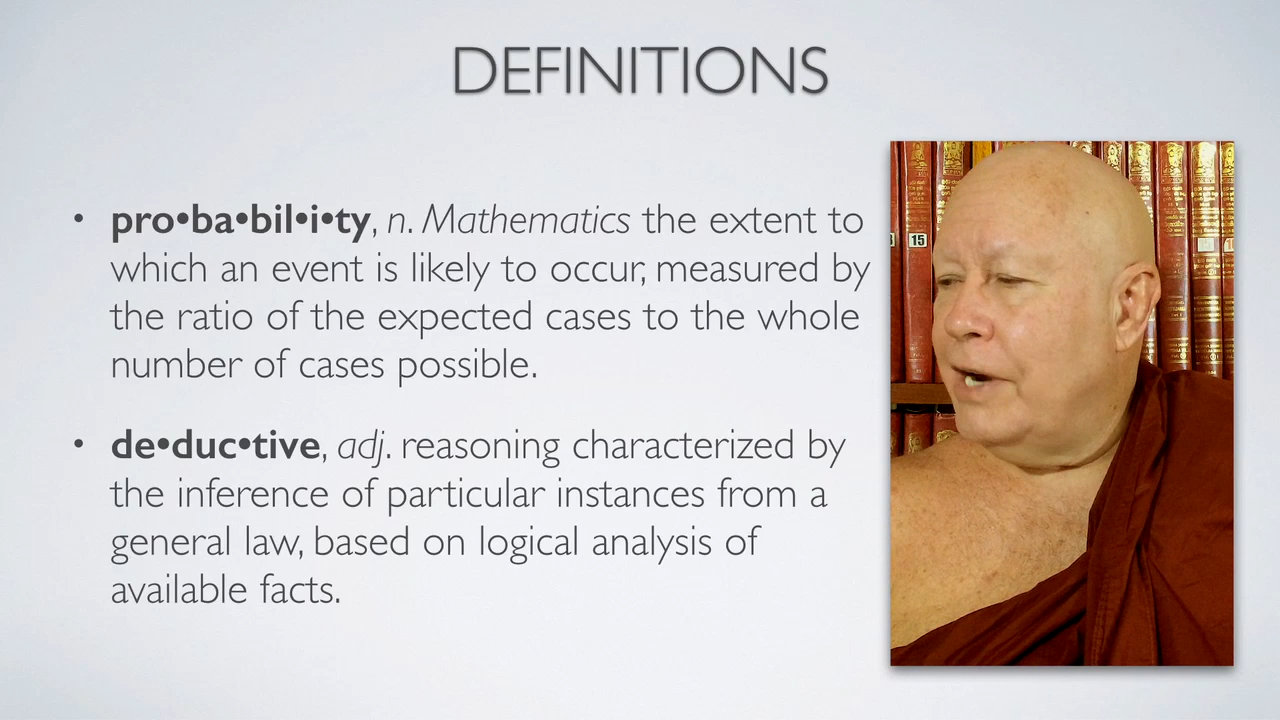 DEFINITIONS
• pro•ba•bil•i•ty, n. Mathematics the extent to
which an event is likely to occur, measured by
the ratio of the expected cases to the whole
number of cases possible.
• de•duc•tive, adj. reasoning characterized by
the inference of particular instances from a
general law, based on logical analysis of
available facts.
15